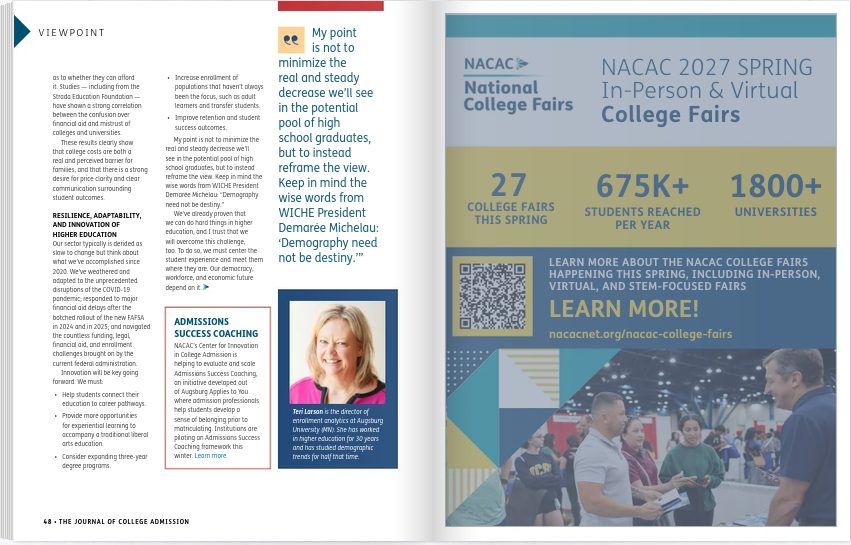 VIEWPOINT
as to whether they can afford
it. Studies — including from the
Strada Education Foundation —
have shown a strong correlation
between the confusion over
financial aid and mistrust of
colleges and universities.
These results clearly show
that college costs are both a
real and perceived barrier for
families, and that there is a strong
desire for price clarity and clear
communication surrounding
student outcomes.
RESILIENCE, ADAPTABILITY,
AND INNOVATION OF
HIGHER EDUCATION
Our sector typically is derided as
slow to change but think about
what we've accomplished since
2020. We've weathered and
adapted to the unprecedented
disruptions of the COVID-19
pandemic, responded to major
financial aid delays after the
botched rollout of the new FAFSA
in 2024 and in 2025; and navigated
the countless funding, legal,
financial aid, and enrollment
challenges brought on by the
current federal administration.
Innovation will be key going
forward. We must:
• Help students connect their
education to career pathways.
• Provide more opportunities
for experiential learning to
accompany a traditional liberal
arts education.
• Consider expanding three-year
degree programs.
• Increase enrollment of
populations that haven't always
been the focus, such as adult
learners and transfer students.
• Improve retention and student
success outcomes.
My point is not to minimize the
real and steady decrease we'll
see in the potential pool of high
school graduates, but to instead
reframe the view. Keep in mind the
wise words from WICHE President
Demarée Michelau: "Demography
need not be destiny."
We've already proven that
we can do hard things in higher
education, and I trust that we
will overcome this challenge,
too. To do so, we must center the
student experience and meet them
where they are. Our democracy,
workforce, and economic future
depend on it.
ADMISSIONS
SUCCESS COACHING
NACAC's Center for Innovation
in College Admission is
helping to evaluate and scale
Admissions Success Coaching,
an initiative developed out
of Augsburg Applies to You
where admission professionals
help students develop a
sense of belonging prior to
matriculating. Institutions are
piloting an Admissions Success
Coaching framework this
winter. Learn more.
My point
is not to
minimize the
real and steady
decrease we'll see
in the potential
pool of high
school graduates,
but to instead
reframe the view.
Keep in mind the
wise words from
WICHE President
Demarée Michelau:
'Demography need
not be destiny.'"
Teri Larson is the director of
enrollment analytics at Augsburg
University (MN). She has worked
in higher education for 30 years
and has studied demographic
trends for half that time.
48 • THE JOURNAL OF COLLEGE ADMISSION
NACAC
National
College Fairs
NACAC 2027 SPRING
In-Person & Virtual
College Fairs
27
COLLEGE FAIRS
THIS SPRING
675K+
STUDENTS REACHED
PER YEAR
1800+
UNIVERSITIES
LEARN MORE ABOUT THE NACAC COLLEGE FAIRS
HAPPENING THIS SPRING, INCLUDING IN-PERSON,
VIRTUAL, AND STEM-FOCUSED FAIRS
LEARN MORE!
nacacnet.org/nacac-college-fairs